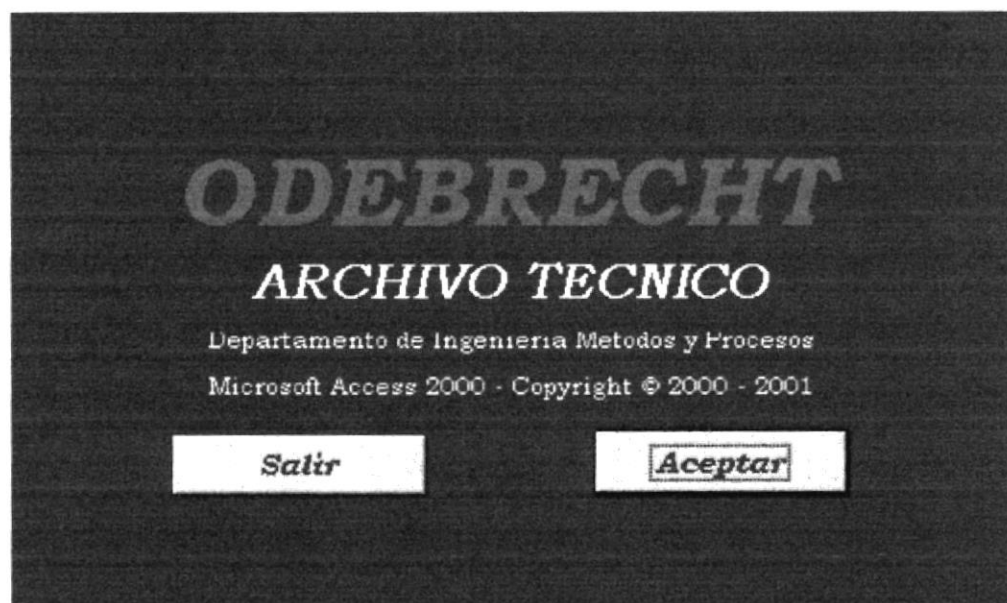 ODEBRECHT
ARCHIVO TECNICO
Departamento de Ingenieria Metodos y Procesos
Microsoft Access 2000 - Copyright © 2000 - 2001
Salir
Aceptar